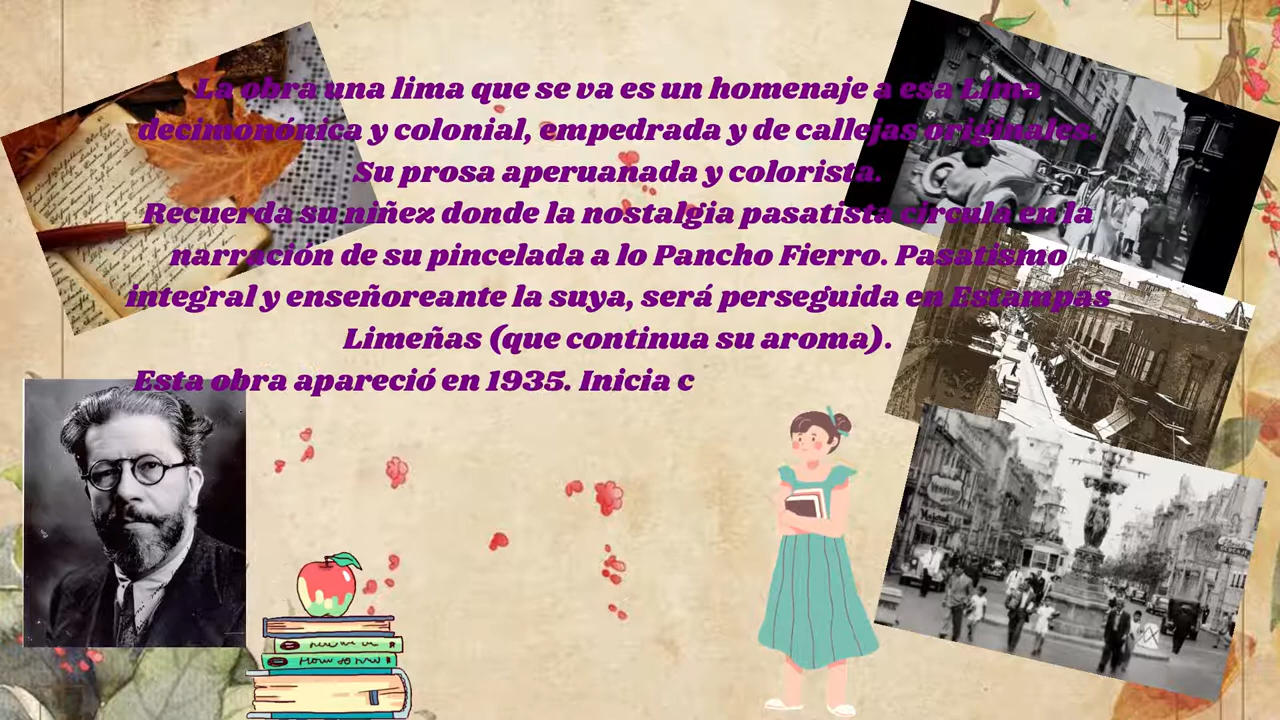 La obra una lima que se va es un homenaje a esa Lima
decimonónica y colonial, empedrada y de callejas originales.
Su prosa aperuanada y colorista.
Recuerda su niñez donde la nostalgia pasatista circula en la
narración de su pincelada a lo Pancho Fierro. Pasatismo
integral y enseñoreante la suya, será perseguida en Estampas
Limeñas (que continua su aroma).
Esta obra apareció en 1935. Inicia c